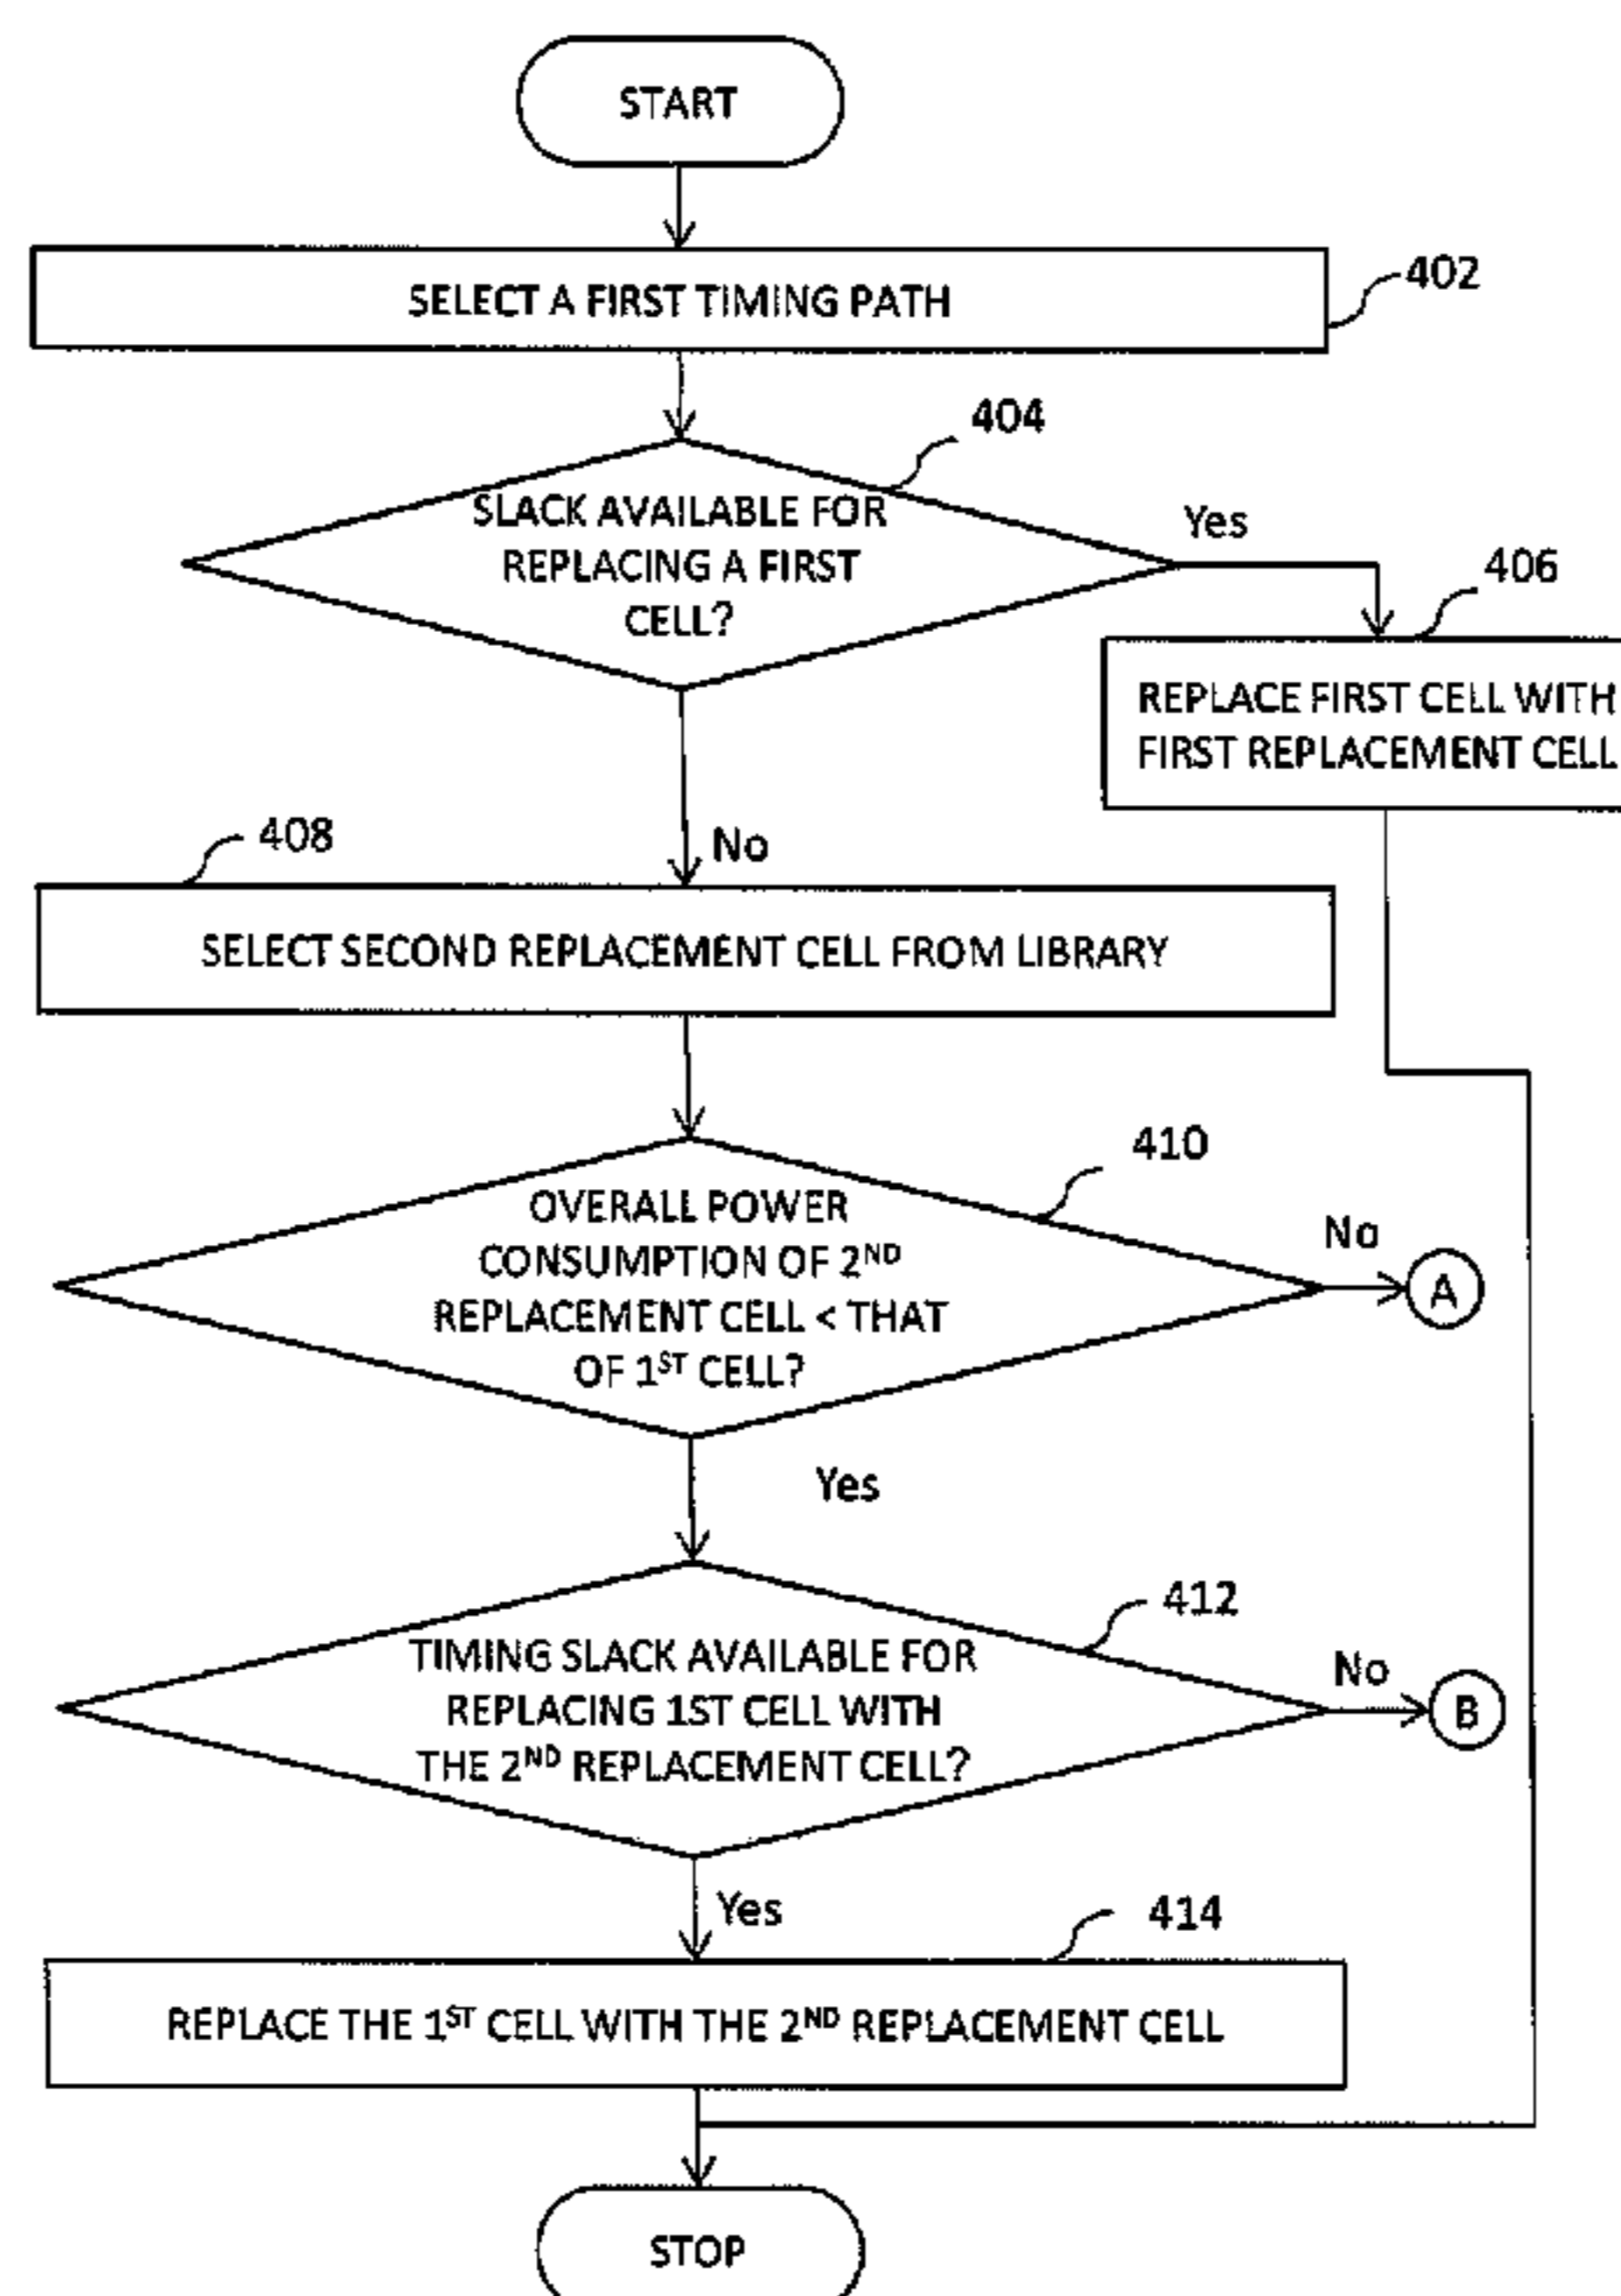 START
SELECT A FIRST TIMING PATH
402
404
SLACK AVAILABLE FOR
REPLACING A FIRST
CELL?
Yes
406
REPLACE FIRST CELL WITH
FIRST REPLACEMENT CELL
No
408
SELECT SECOND REPLACEMENT CELL FROM LIBRARY
410
OVERALL POWER
CONSUMPTION OF 2ND
REPLACEMENT CELL < THAT
OF 1ST CELL?
No
A
Yes
412
TIMING SLACK AVAILABLE FOR
REPLACING 1ST CELL WITH
THE 2ND REPLACEMENT CELL?
No
B
Yes
414
REPLACE THE 1ST CELL WITH THE 2ND REPLACEMENT CELL
STOP